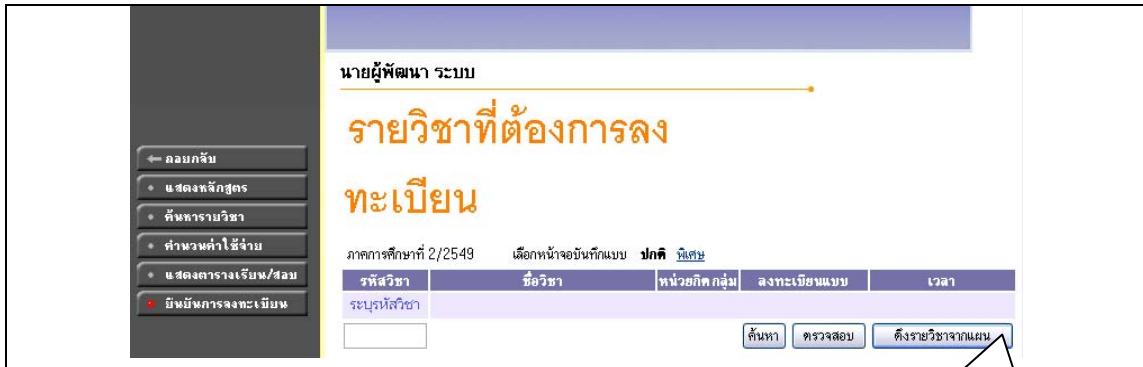 นายผู้พัฒนา ระบบ
รายวิชาที่ต้องการลง
ทะเบียน
ถอยกลับ
แสดงหลักสูตร
ค้นหารายวิชา
คำนวนค่าใช้จ่าย
แสดงตารางเรียน/สอบ
ยืนยันการลงทะเบียน
ภาคการศึกษาที่ 2/2549 เลือกหน้าจอบันทึกแบบ ปกติ พิเศษ
รหัสวิชา ชื่อวิชา หน่วยกิต กลุ่ม ลงทะเบียนแบบ เวลา
ระบุรหัสวิชา
ค้นหา ตรวจสอบ ดึงรายวิชาจากแผน